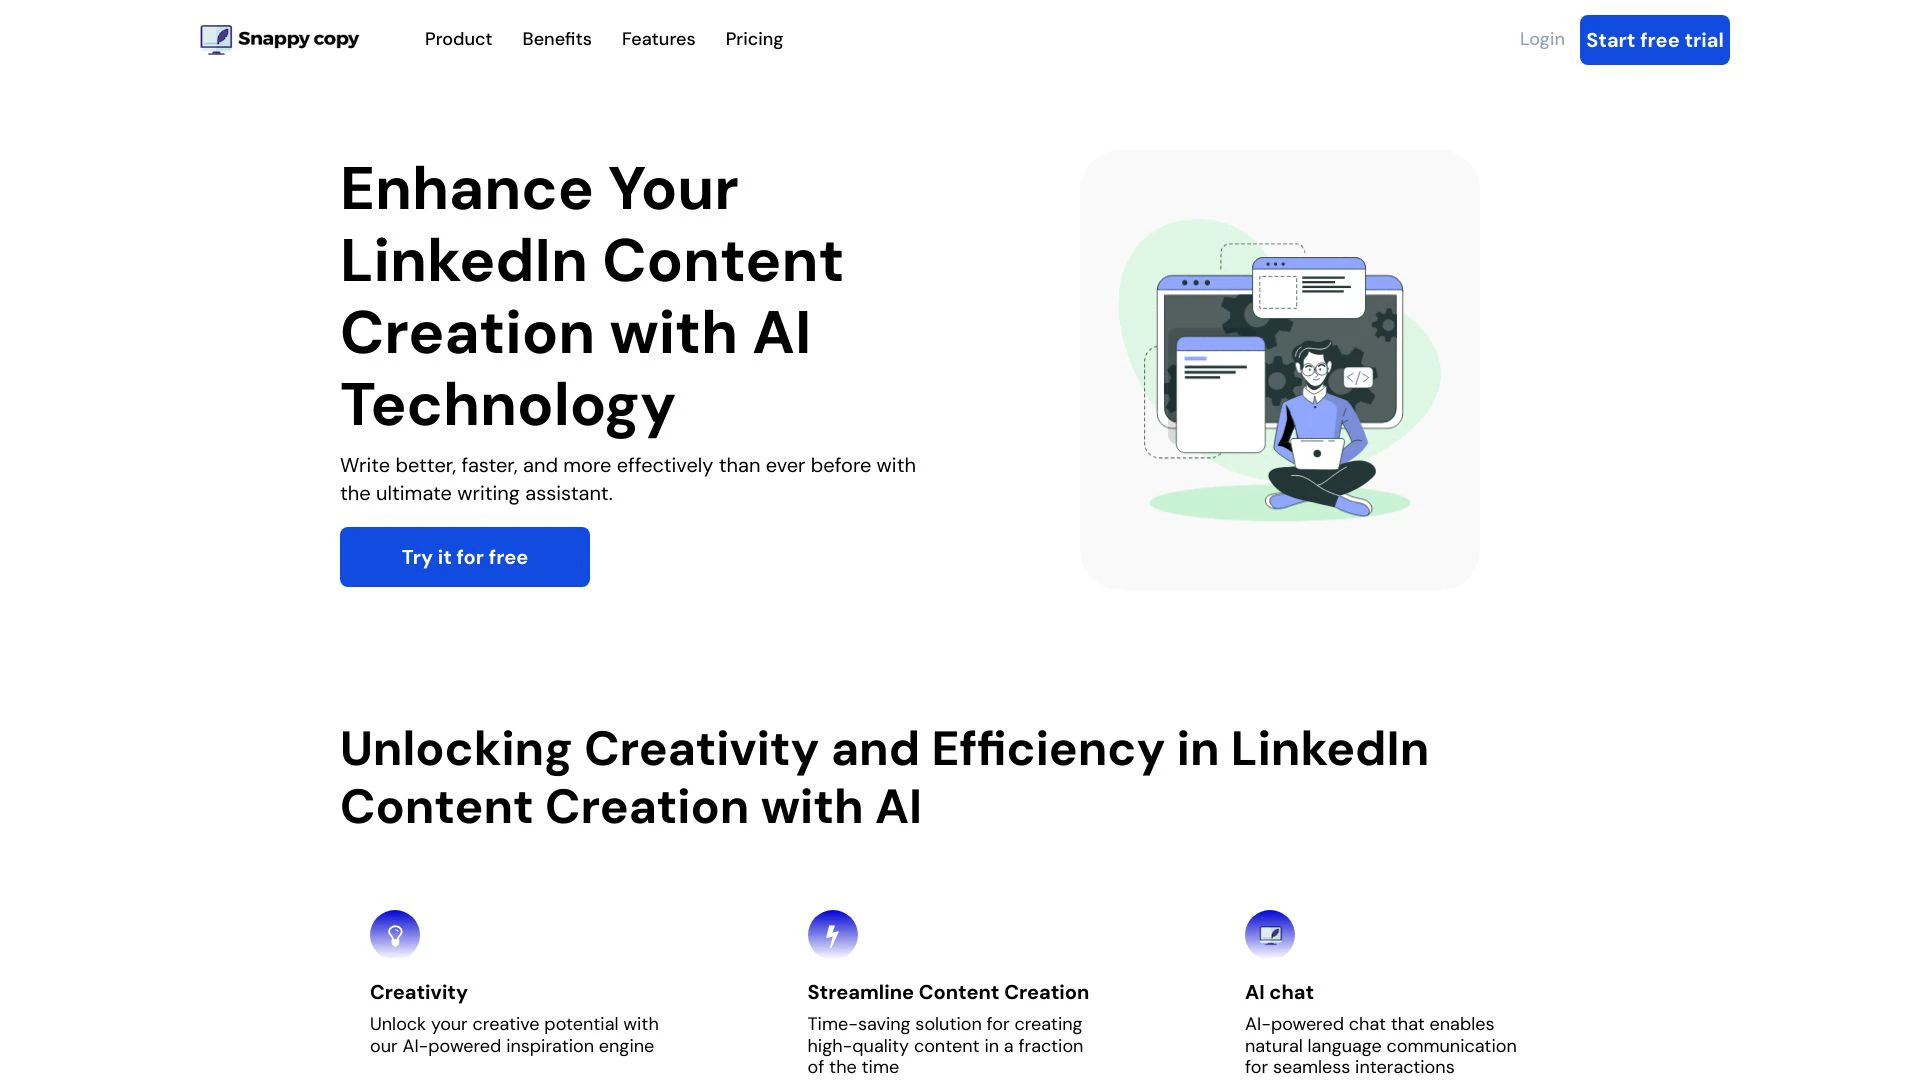 Snappy copy
Product
Benefits
Features
Pricing
Login
Start free trial
Enhance Your
LinkedIn Content
Creation with AI
Technology
Write better, faster, and more effectively than ever before with
the ultimate writing assistant.
Try it for free
</>
Unlocking Creativity and Efficiency in LinkedIn
Content Creation with AI
Creativity
Unlock your creative potential with
our AI-powered inspiration engine
Streamline Content Creation
Time-saving solution for creating
high-quality content in a fraction
of the time
AI chat
AI-powered chat that enables
natural language communication
for seamless interactions